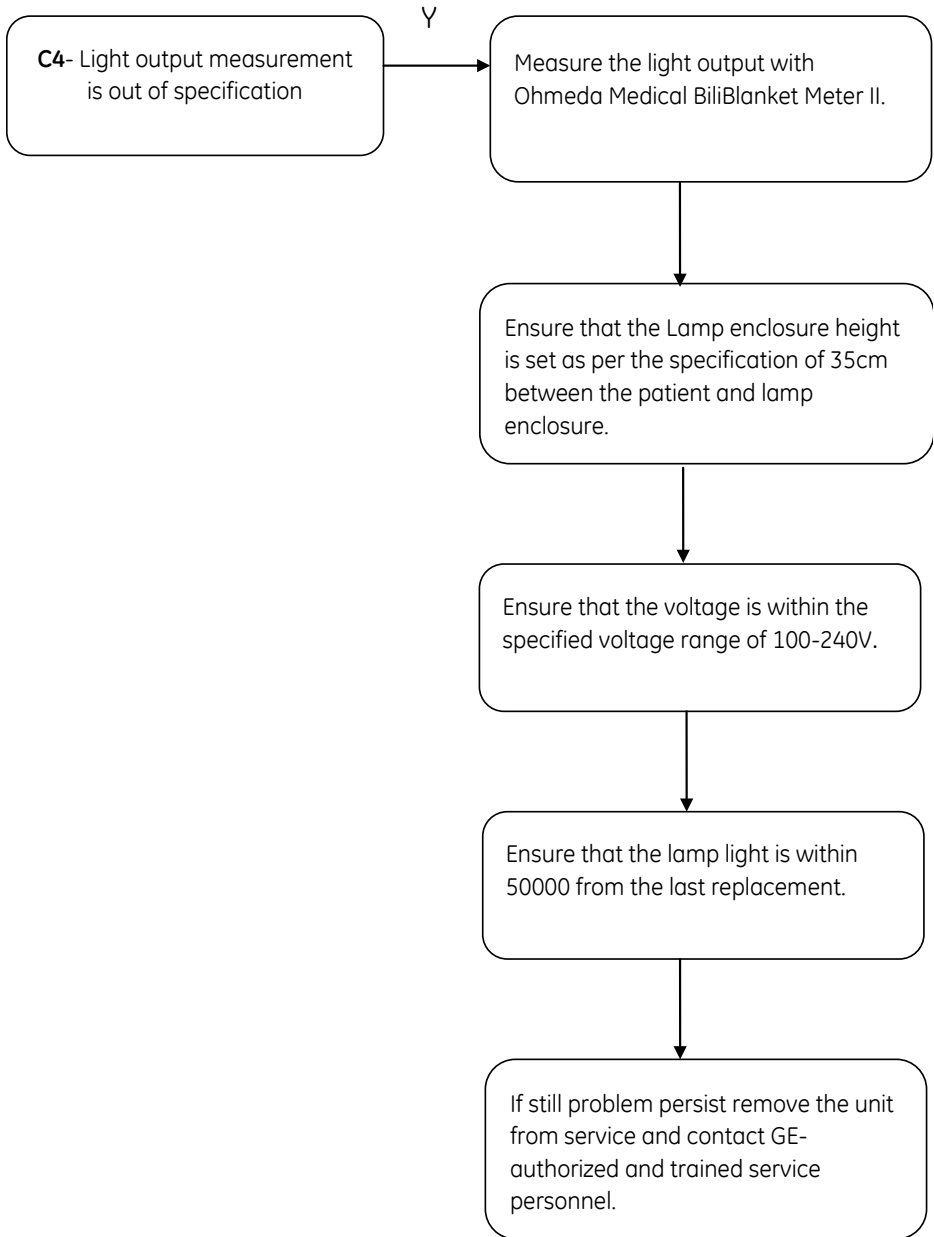 Y
C4- Light output measurement
is out of specification
Measure the light output with
Ohmeda Medical BiliBlanket Meter II.
Ensure that the Lamp enclosure height
is set as per the specification of 35cm
between the patient and lamp
enclosure.
Ensure that the voltage is within the
specified voltage range of 100-240V.
Ensure that the lamp light is within
50000 from the last replacement.
If still problem persist remove the unit
from service and contact GE-
authorized and trained service
personnel.